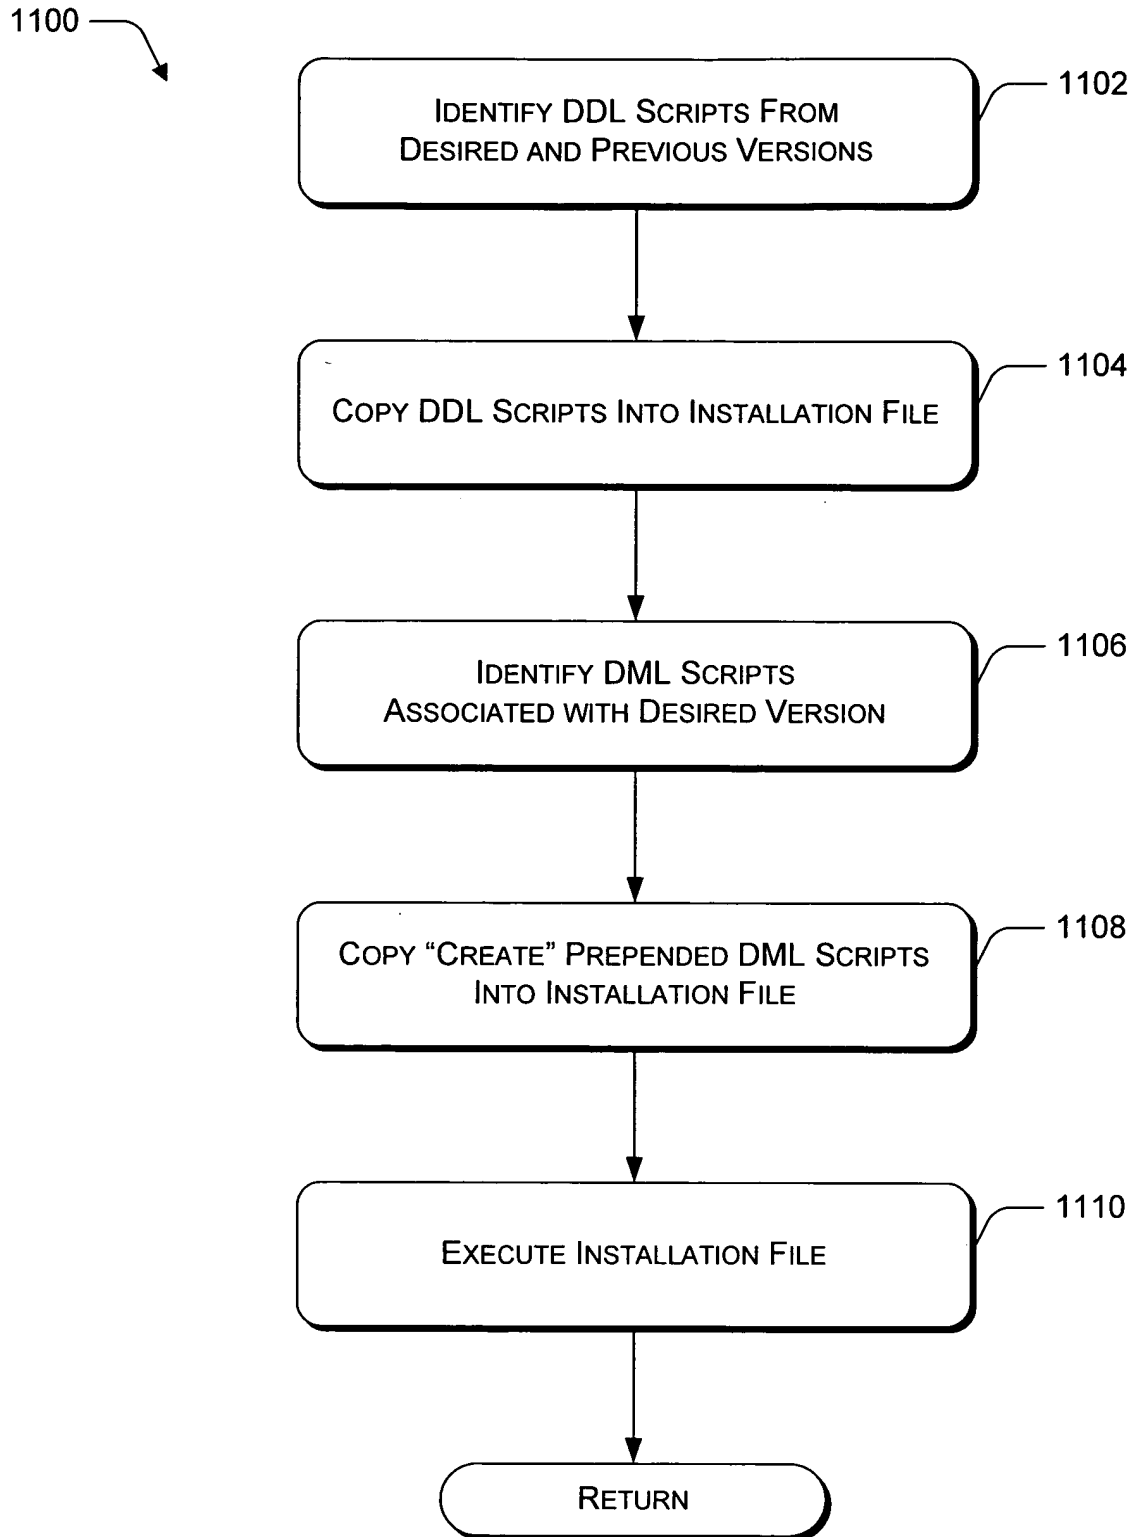 1100
1102
IDENTIFY DDL SCRIPTS FROM
DESIRED AND PREVIOUS VERSIONS
1104
COPY DDL SCRIPTS INTO INSTALLATION FILE
1106
IDENTIFY DML SCRIPTS
ASSOCIATED WITH DESIRED VERSION
1108
COPY “CREATE” PREPENDED DML SCRIPTS
INTO INSTALLATION FILE
1110
EXECUTE INSTALLATION FILE
RETURN